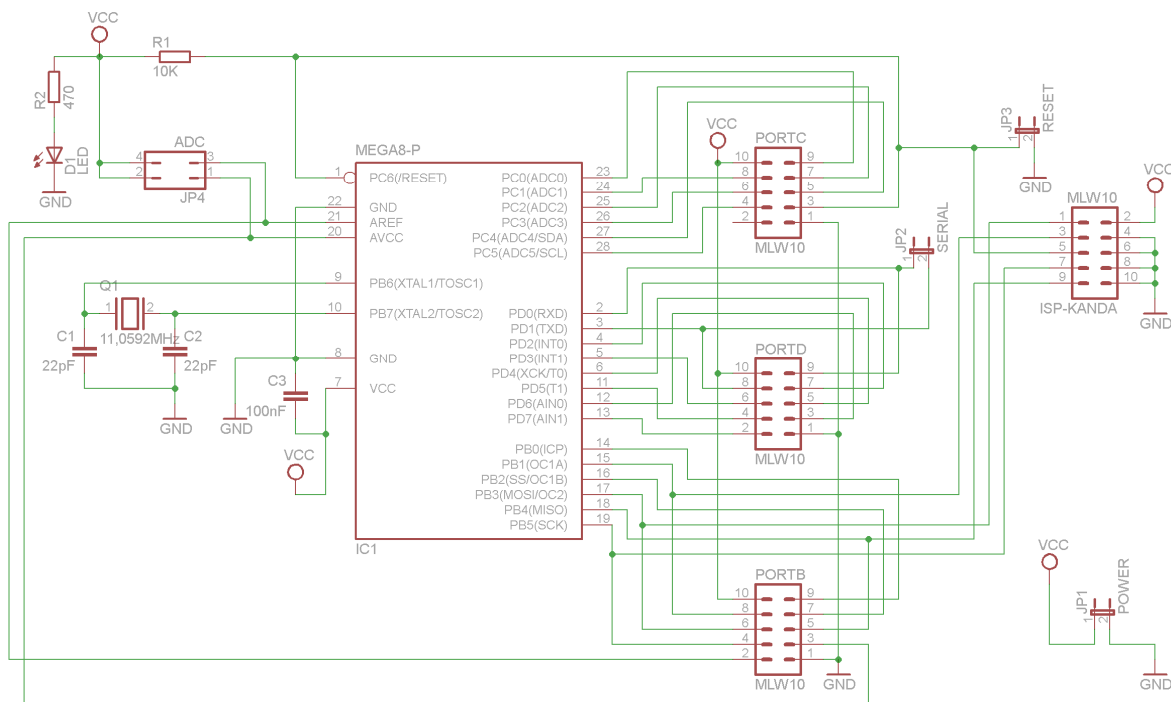 VCC
R1
10K
R2
470
D1
LED
GND
ADC
4
3
2
1
JP4
MEGA8-P
1
PC6(/RESET)
22
GND
21
AREF
20
AVCC
9
PB6(XTAL1/TOSC1)
10
PB7(XTAL2/TOSC2)
8
GND
7
VCC
PC0(ADC0)
23
PC1(ADC1)
24
PC2(ADC2)
25
PC3(ADC3)
26
PC4(ADC4/SDA)
27
PC5(ADC5/SCL)
28
PD0(RXD)
2
PD1(TXD)
3
PD2(INT0)
4
PD3(INT1)
5
PD4(XCK/T0)
6
PD5(T1)
11
PD6(AIN0)
12
PD7(AIN1)
13
PB0(ICP)
14
PB1(OC1A)
15
PB2(SS/OC1B)
16
PB3(MOSI/OC2)
17
PB4(MISO)
18
PB5(SCK)
19
IC1
Q1
1
2
11,0592MHz
C1
22pF
C2
22pF
GND
GND
C3
100nF
VCC
VCC
PORTC
10
9
8
7
6
5
4
3
2
1
MLW10
JP2
SERIAL
1
2
PORTD
10
9
8
7
6
5
4
3
2
1
MLW10
PORTB
10
9
8
7
6
5
4
3
2
1
MLW10
GND
JP3
RESET
1
2
GND
VCC
MLW10
1
2
3
4
5
6
7
8
9
10
ISP-KANDA
GND
VCC
JP1
POWER
1
2
GND